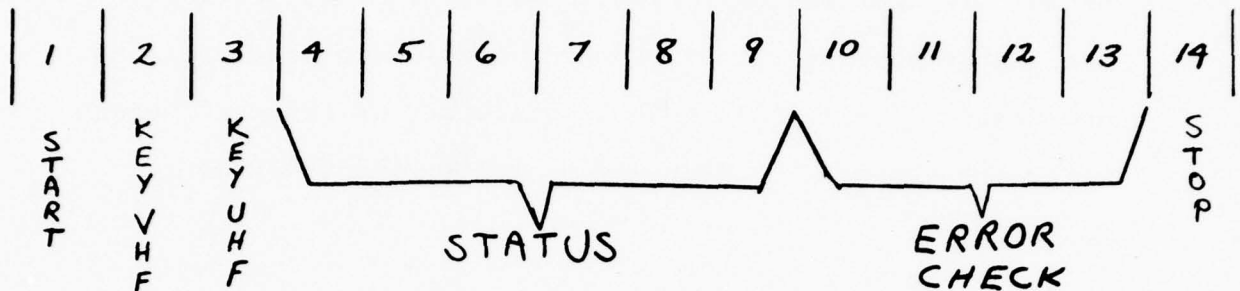 1 2 3 4 5 6 7 8 9 10 11 12 13 14
START
KEY VHF
KEY UHF
STATUS
ERROR
CHECK
STOP